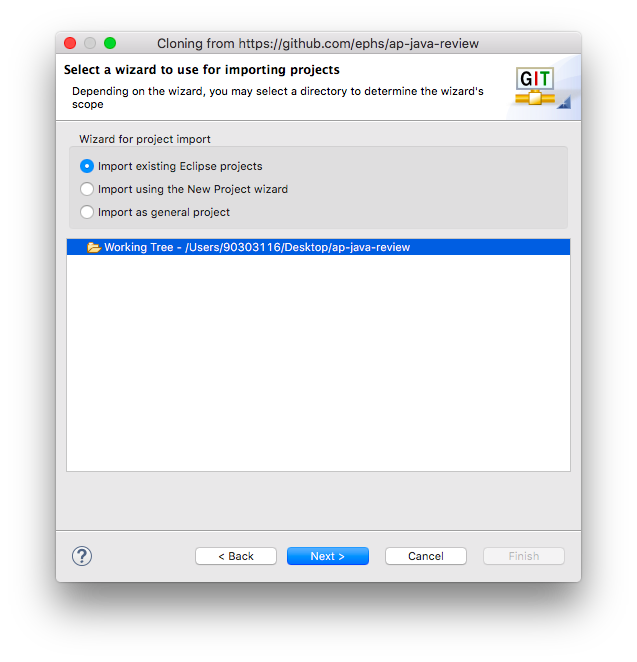 Cloning from https://github.com/ephs/ap-java-review
Select a wizard to use for importing projects
Depending on the wizard, you may select a directory to determine the wizard's
scope
GIT
Wizard for project import
Import existing Eclipse projects
Import using the New Project wizard
Import as general project
Working Tree - /Users/90303116/Desktop/ap-java-review
?
< Back
Next >
Cancel
Finish